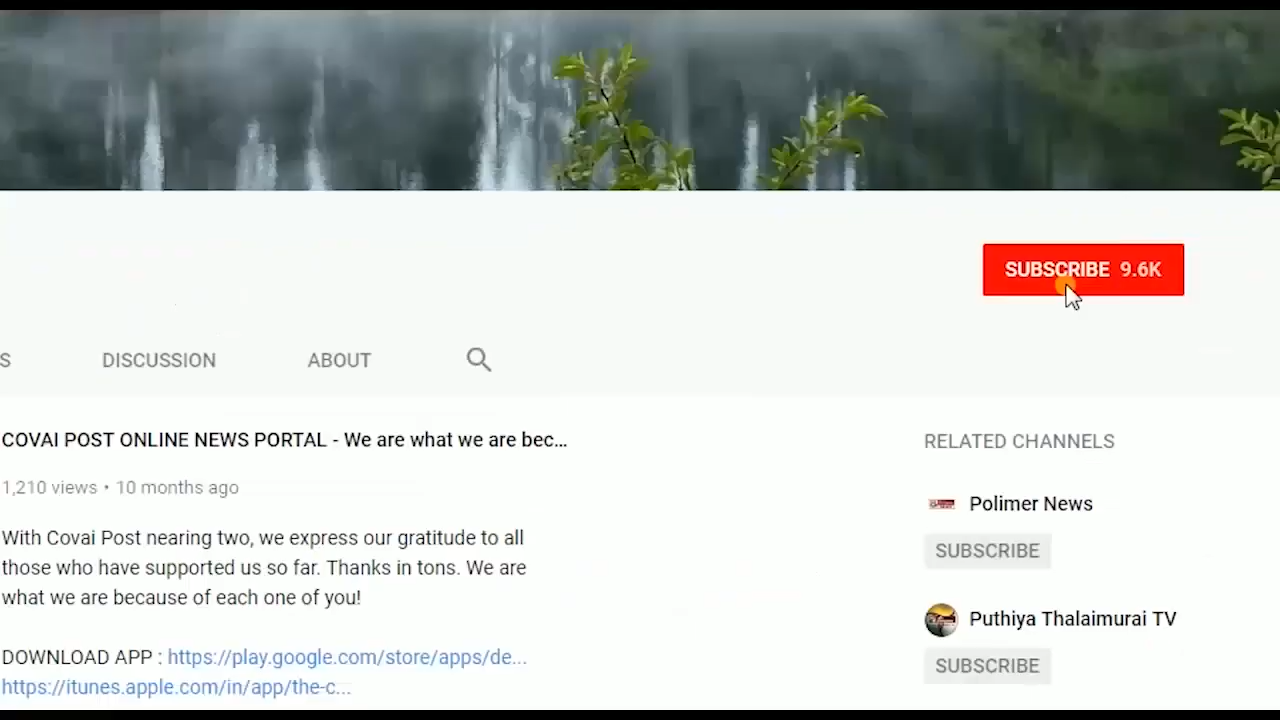 SUBSCRIBE 9.6K
S DISCUSSION ABOUT
COVAI POST ONLINE NEWS PORTAL - We are what we are bec...
1,210 views • 10 months ago
With Covai Post nearing two, we express our gratitude to all
those who have supported us so far. Thanks in tons. We are
what we are because of each one of you!
DOWNLOAD APP : https://play.google.com/store/apps/de...
https://itunes.apple.com/in/app/the-c...
RELATED CHANNELS
Polimer News
SUBSCRIBE
Puthiya Thalaimurai TV
SUBSCRIBE